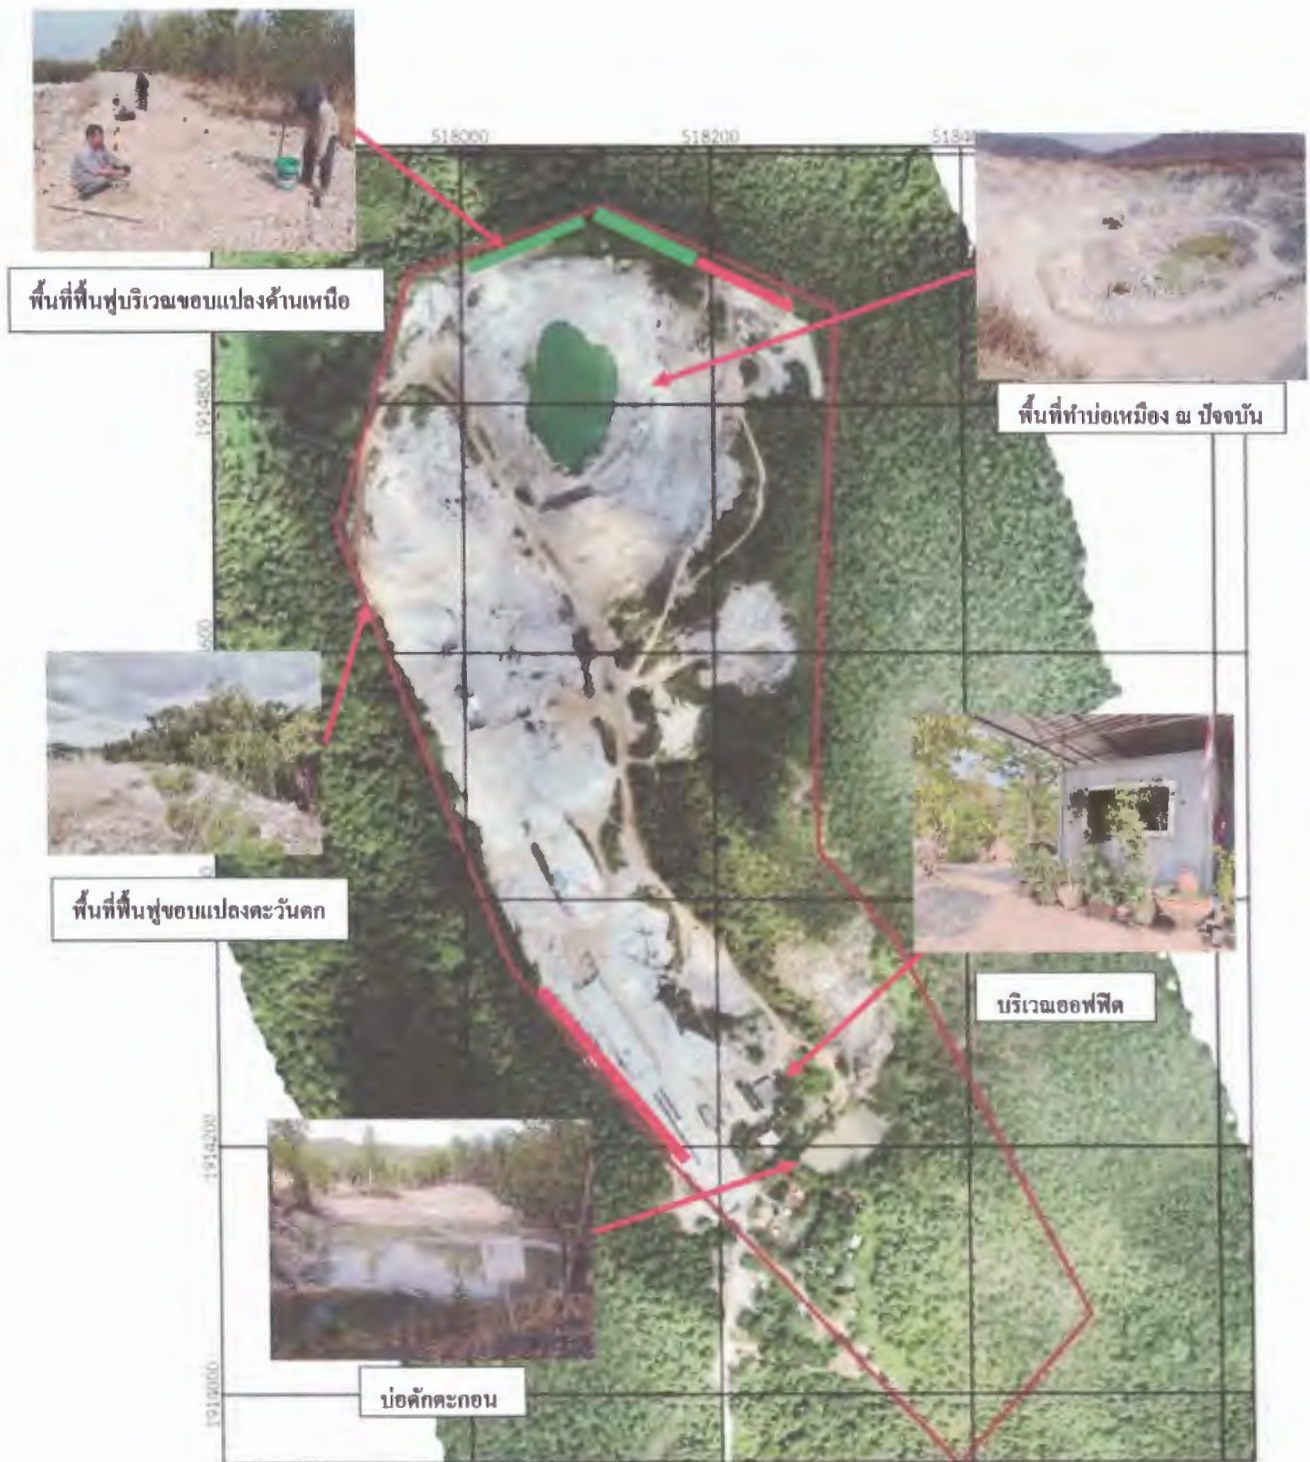 518000
518200
พื้นที่ฟื้นฟูบริเวณขอบแปลงด้านเหนือ
1914800
พื้นที่ทำบ่อเหมือง ณ ปัจจบัน
พื้นที่ฟื้นฟูขอบแปลงตะวันตก
บริเวณออฟฟิต
1914200
บ่อดักตะกอน
1914000